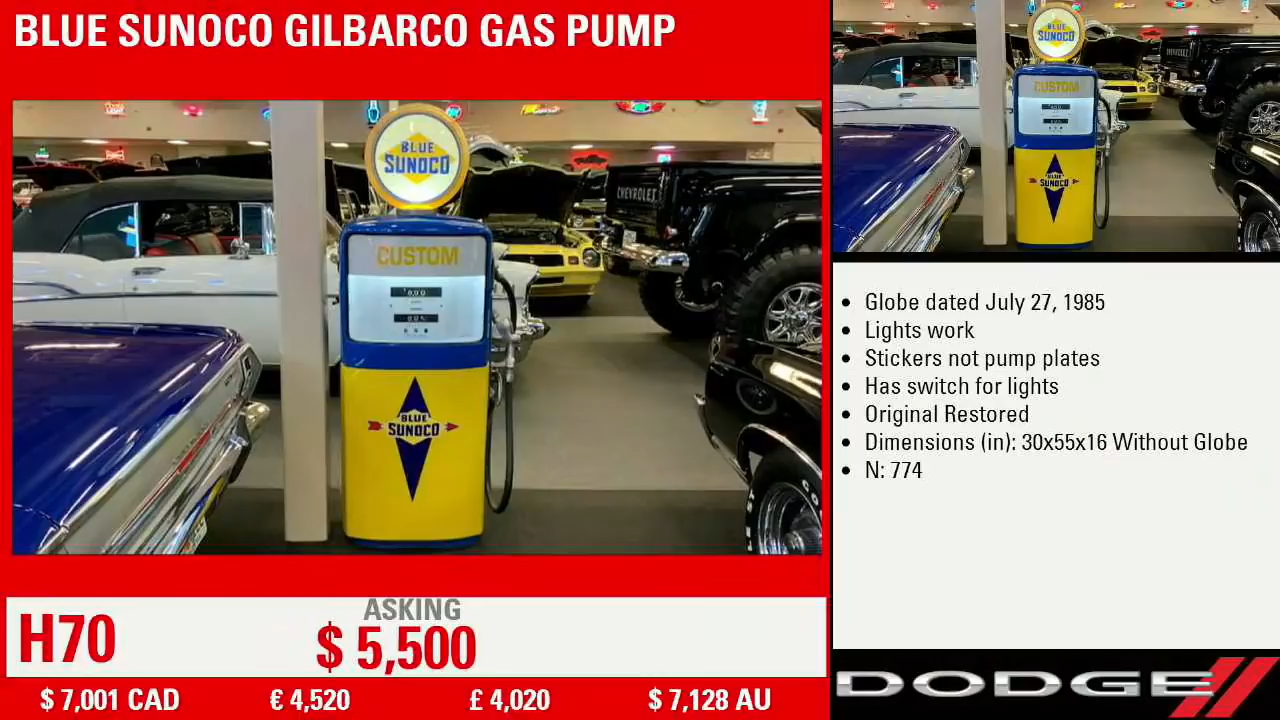 BLUE SUNOCO GILBARCO GAS PUMP
BLUE
SUNOCO
CUSTOM
BLUE
SUNOCO
CHEVROLET
BLUE
SUNOCO
CUSTOM
BLUE
SUNOCO
• Globe dated July 27, 1985
• Lights work
• Stickers not pump plates
• Has switch for lights
• Original Restored
• Dimensions (in): 30x55x16 Without Globe
• N: 774
H70
ASKING
$ 5,500
$ 7,001 CAD
€ 4,520
£ 4,020
$ 7,128 AU
DODGE